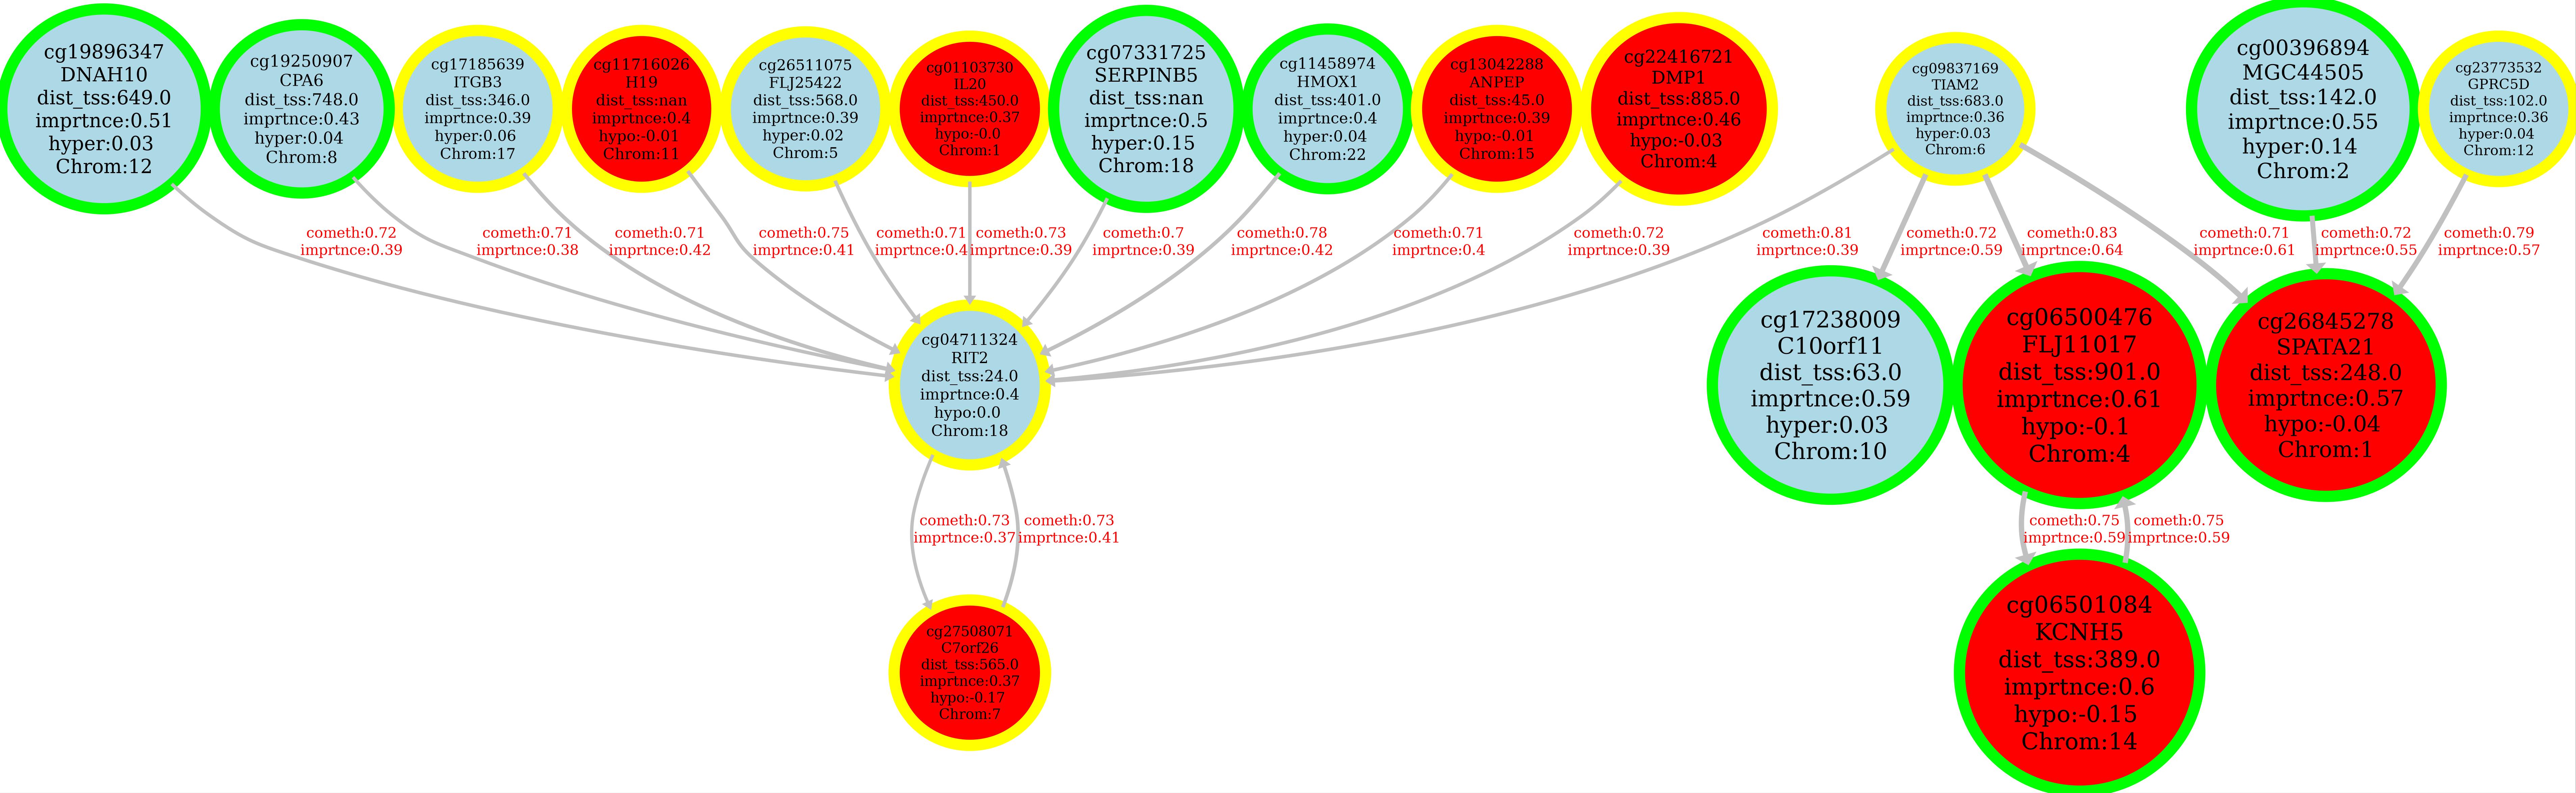 cg19896347
DNAH10
dist_tss:649.0
imprtnce:0.51
hyper:0.03
Chrom:12
cg19250907
CPA6
dist_tss:748.0
imprtnce:0.43
hyper:0.04
Chrom:8
cg17185639
ITGB3
dist_tss:346.0
imprtnce:0.39
hyper:0.06
Chrom:17
cg11716026
H19
dist_tss:nan
imprtnce:0.4
hypo:-0.01
Chrom:11
cg26511075
FLJ25422
dist_tss:568.0
imprtnce:0.39
hyper:0.02
Chrom:5
cg01103730
IL20
dist_tss:450.0
imprtnce:0.37
hypo:-0.0
Chrom:1
cg07331725
SERPINB5
dist_tss:nan
imprtnce:0.5
hyper:0.15
Chrom:18
cg11458974
HMOX1
dist_tss:401.0
imprtnce:0.4
hyper:0.04
Chrom:22
cg13042288
ANPEP
dist_tss:45.0
imprtnce:0.39
hypo:-0.01
Chrom:15
cg22416721
DMP1
dist_tss:885.0
imprtnce:0.46
hypo:-0.03
Chrom:4
cg09837169
TIAM2
dist_tss:683.0
imprtnce:0.36
hyper:0.03
Chrom:6
cg00396894
MGC44505
dist_tss:142.0
imprtnce:0.55
hyper:0.14
Chrom:2
cg23773532
GPRC5D
dist_tss:102.0
imprtnce:0.36
hyper:0.04
Chrom:12
cometh:0.72
imprtnce:0.39
cometh:0.71
imprtnce:0.38
cometh:0.71
imprtnce:0.42
cometh:0.75
imprtnce:0.41
cometh:0.71
imprtnce:0.4
cometh:0.73
imprtnce:0.39
cometh:0.7
imprtnce:0.39
cometh:0.78
imprtnce:0.42
cometh:0.71
imprtnce:0.4
cometh:0.72
imprtnce:0.39
cometh:0.81
imprtnce:0.39
cometh:0.72
imprtnce:0.59
cometh:0.83
imprtnce:0.64
cometh:0.71
imprtnce:0.61
cometh:0.72
imprtnce:0.55
cometh:0.79
imprtnce:0.57
cg04711324
RIT2
dist_tss:24.0
imprtnce:0.4
hypo:0.0
Chrom:18
cg17238009
C10orf11
dist_tss:63.0
imprtnce:0.59
hyper:0.03
Chrom:10
cg06500476
FLJ11017
dist_tss:901.0
imprtnce:0.61
hypo:-0.1
Chrom:4
cg26845278
SPATA21
dist_tss:248.0
imprtnce:0.57
hypo:-0.04
Chrom:1
cometh:0.73
imprtnce:0.37
cometh:0.73
imprtnce:0.41
cometh:0.75
imprtnce:0.59
cometh:0.75
imprtnce:0.59
cg27508071
C7orf26
dist_tss:565.0
imprtnce:0.37
hypo:-0.17
Chrom:7
cg06501084
KCNH5
dist_tss:389.0
imprtnce:0.6
hypo:-0.15
Chrom:14